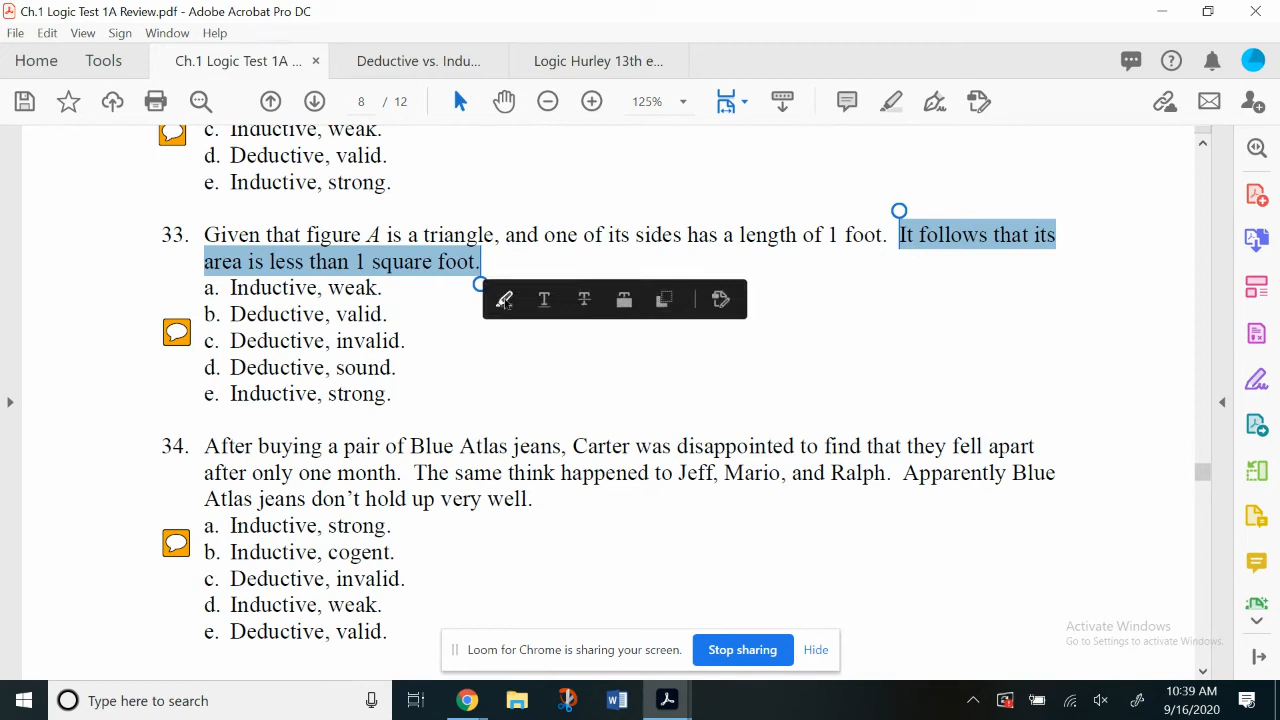 Ch.1 Logic Test 1A Review.pdf - Adobe Acrobat Pro DC
File Edit View Sign Window Help
Home Tools Ch.1 Logic Test 1A ... × Deductive vs. Indu... Logic Hurley 13th e...
8 / 12 125%
c. Inductive, weak.
d. Deductive, valid.
e. Inductive, strong.
33. Given that figure A is a triangle, and one of its sides has a length of 1 foot. It follows that its
area is less than 1 square foot.
a. Inductive, weak.
b. Deductive, valid.
c. Deductive, invalid.
d. Deductive, sound.
e. Inductive, strong.
34. After buying a pair of Blue Atlas jeans, Carter was disappointed to find that they fell apart
after only one month. The same think happened to Jeff, Mario, and Ralph. Apparently Blue
Atlas jeans don’t hold up very well.
a. Inductive, strong.
b. Inductive, cogent.
c. Deductive, invalid.
d. Inductive, weak.
e. Deductive, valid.
Activate Windows
Go to Settings to activate Windows.
Loom for Chrome is sharing your screen. Stop sharing Hide
Type here to search
10:39 AM
9/16/2020